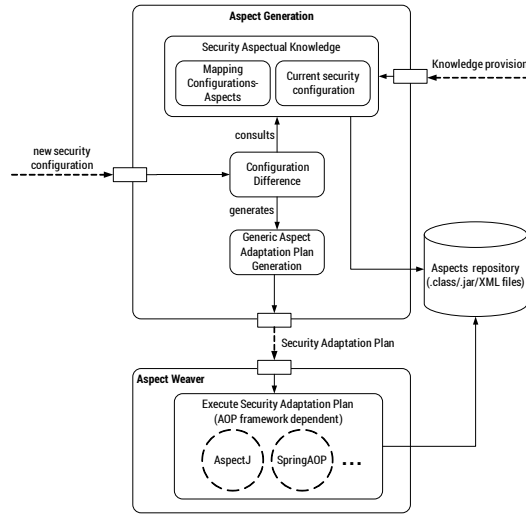 Aspect Generation
Security Aspectual Knowledge
Mapping
Configurations-
Aspects
Current security
configuration
Knowledge provision
consults
new security
configuration
Configuration
Difference
generates
Generic Aspect
Adaptation Plan
Generation
Aspects repository
(.class/.jar/XML files)
Security Adaptation Plan
Aspect Weaver
Execute Security Adaptation Plan
(AOP framework dependent)
AspectJ
SpringAOP
...